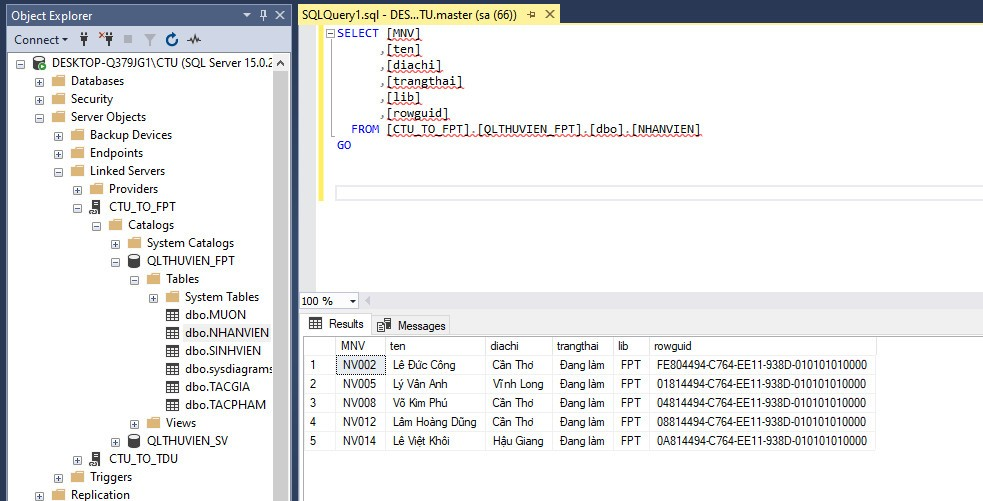 Object Explorer
Connect
DESKTOP-Q379JG1\CTU (SQL Server 15.0.2
Databases
Security
Server Objects
Backup Devices
Endpoints
Linked Servers
Providers
CTU_TO_FPT
Catalogs
System Catalogs
QLTHUVIEN_FPT
Tables
System Tables
dbo.MUON
dbo.NHANVIEN
dbo.SINHVIEN
dbo.sysdiagrams
dbo.TACGIA
dbo.TACPHAM
Views
QLTHUVIEN_SV
CTU_TO_TDU
Triggers
Replication
SQLQuery1.sql - DES...TU.master (sa (66))
SELECT [MNV]
,[ten]
,[diachi]
,[trangthai]
,[lib]
,[rowguid]
FROM [CTU_TO_FPT].[QLTHUVIEN_FPT].[dbo].[NHANVIEN]
GO
100 %
Results Messages
MNV ten diachi trangthai lib rowguid
1 NV002 Lê Đức Công Cần Thơ Đang làm FPT FE804494-C764-EE11-938D-010101010000
2 NV005 Lý Vân Anh Vĩnh Long Đang làm FPT 01814494-C764-EE11-938D-010101010000
3 NV008 Võ Kim Phú Cần Thơ Đang làm FPT 04814494-C764-EE11-938D-010101010000
4 NV012 Lâm Hoàng Dũng Cần Thơ Đang làm FPT 08814494-C764-EE11-938D-010101010000
5 NV014 Lê Việt Khôi Hậu Giang Đang làm FPT 0A814494-C764-EE11-938D-010101010000